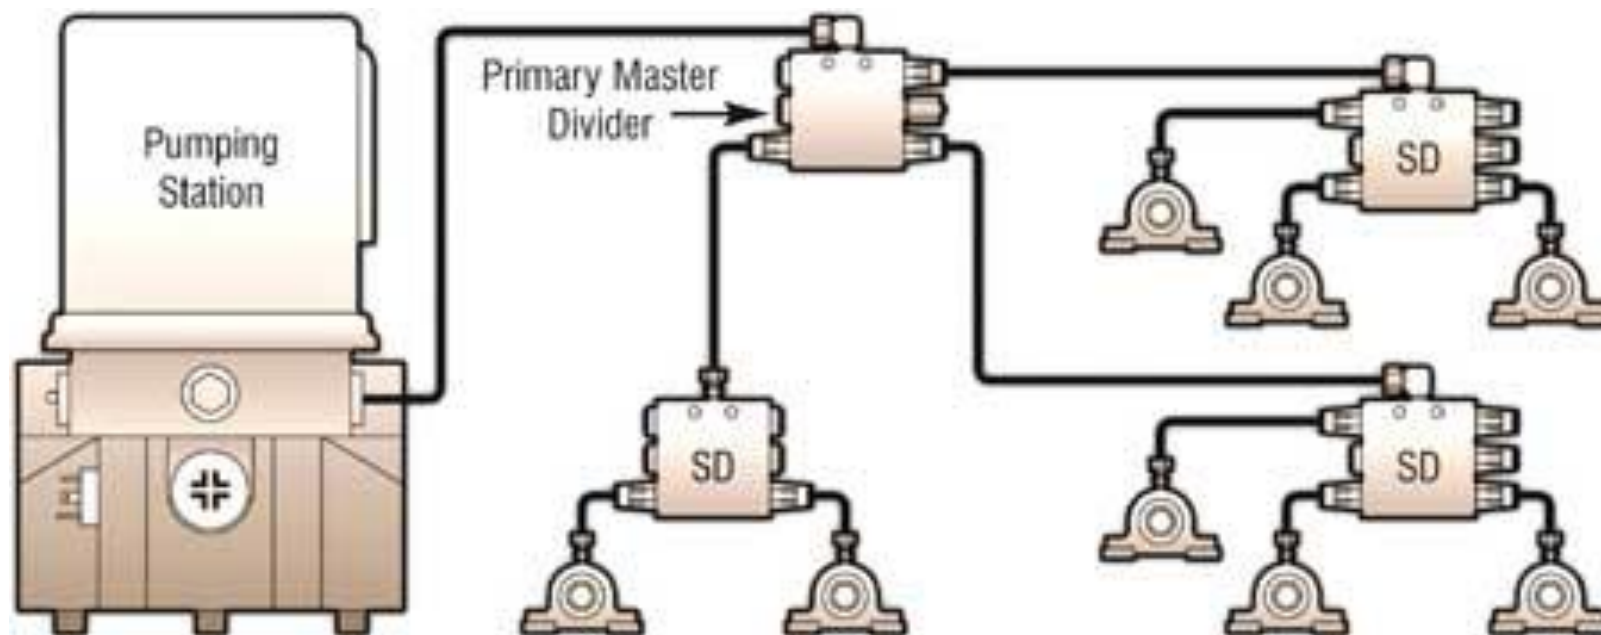 Pumping
Station
Primary Master
Divider
SD
SD
SD